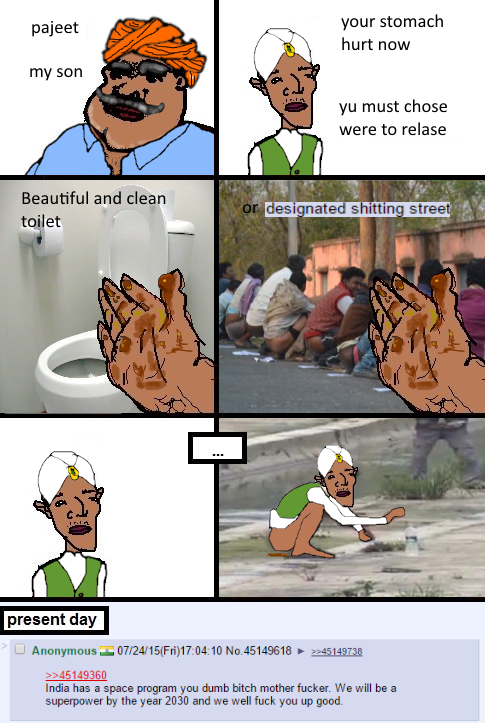 pajeet
my son
your stomach
hurt now
yu must chose
were to relase
Beautiful and clean
toilet
or designated shitting street
...
present day
Anonymous 07/24/15(Fri)17:04:10 No.45149618 ► >>45149738
>>45149360
India has a space program you dumb bitch mother fucker. We will be a
superpower by the year 2030 and we well fuck you up good.